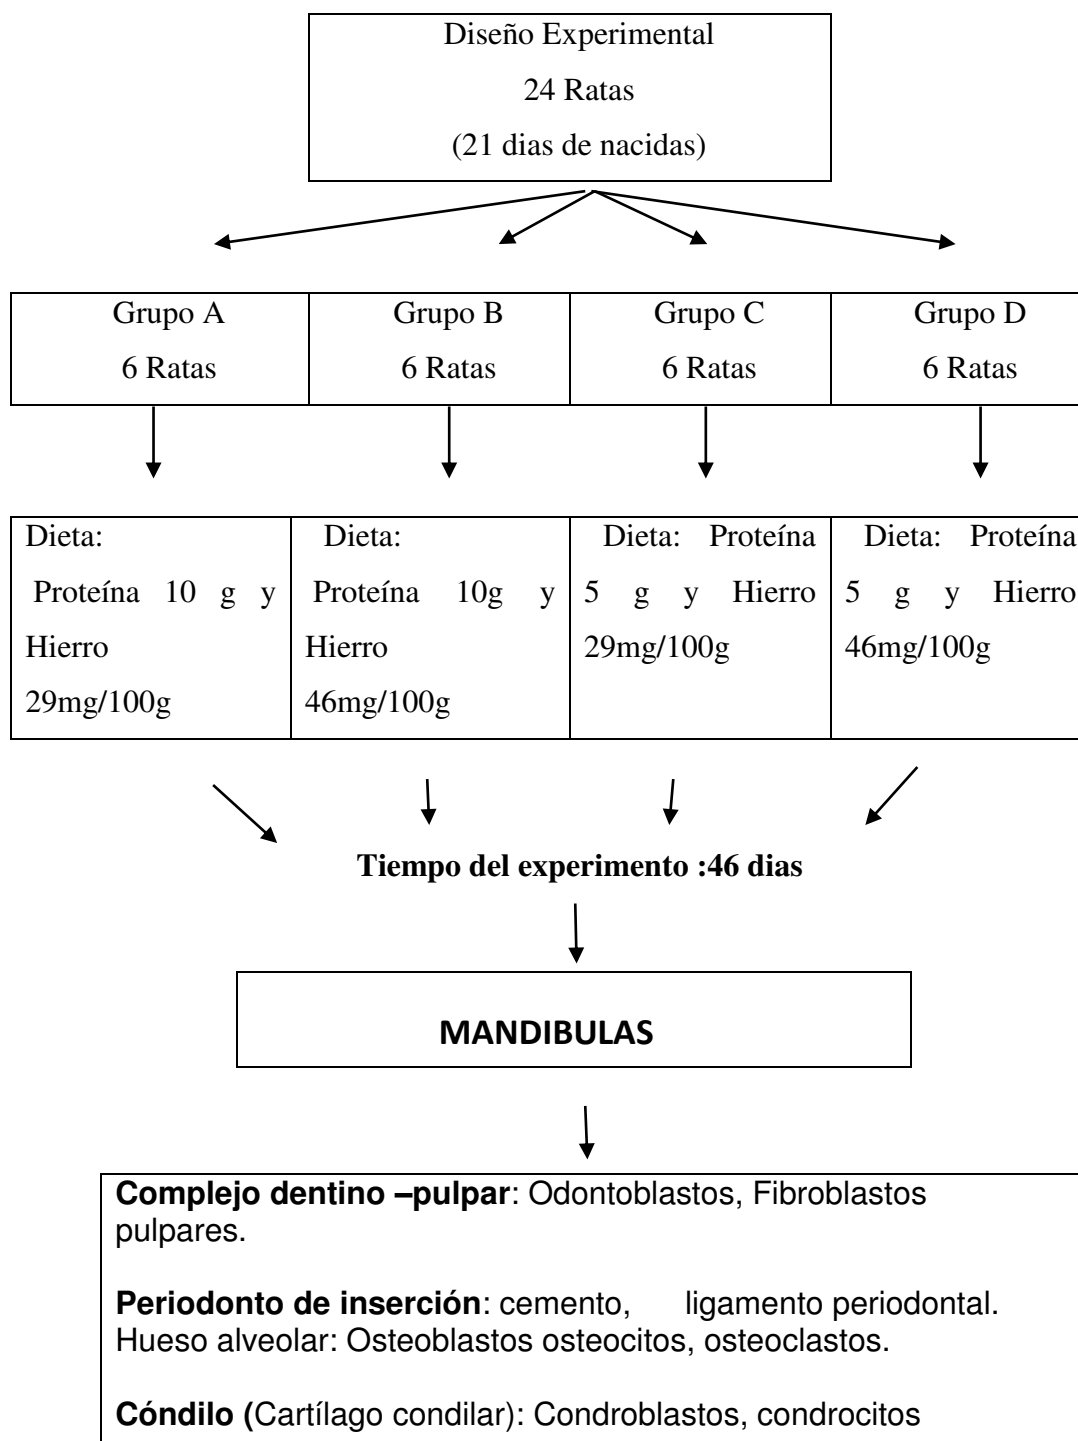 Diseño Experimental
24 Ratas
(21 dias de nacidas)
Grupo A
6 Ratas
Grupo B
6 Ratas
Grupo C
6 Ratas
Grupo D
6 Ratas
Dieta:
Proteína 10 g y
Hierro
29mg/100g
Dieta:
Proteína 10g y
Hierro
46mg/100g
Dieta: Proteína
5 g y Hierro
29mg/100g
Dieta: Proteína
5 g y Hierro
46mg/100g
Tiempo del experimento :46 dias
MANDIBULAS
Complejo dentino –pulpar: Odontoblastos, Fibroblastos
pulpares.
Periodonto de inserción: cemento, ligamento periodontal.
Hueso alveolar: Osteoblastos osteocitos, osteoclastos.
Cóndilo (Cartílago condilar): Condroblastos, condrocitos